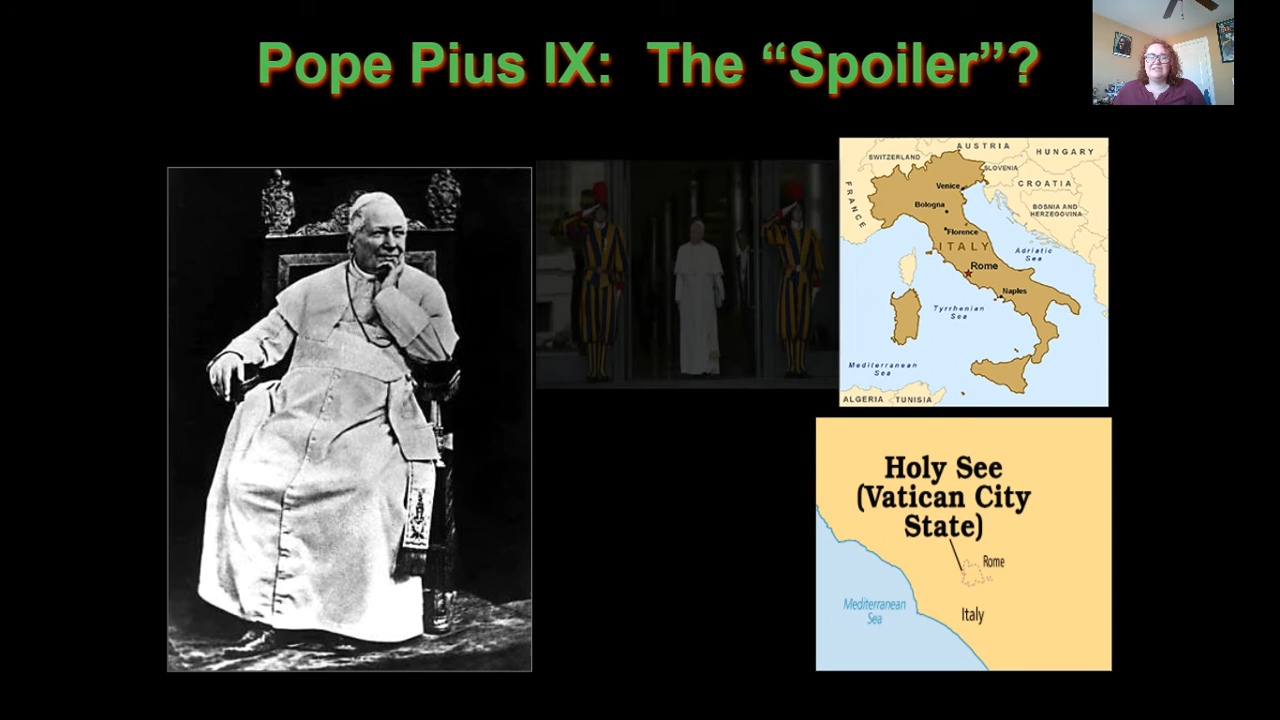 Pope Pius IX: The “Spoiler”?
AUSTRIA
HUNGARY
SWITZERLAND
SLOVENIA
CROATIA
FRANCE
Venice
Bologna
BOSNIA AND
HERZEGOVINA
Florence
ITALY
Adriatic
Sea
Rome
Naples
Tyrrhenian
Sea
Mediterranean
Sea
ALGERIA
TUNISIA
Holy See
(Vatican City
State)
Rome
Mediterranean
Sea
Italy